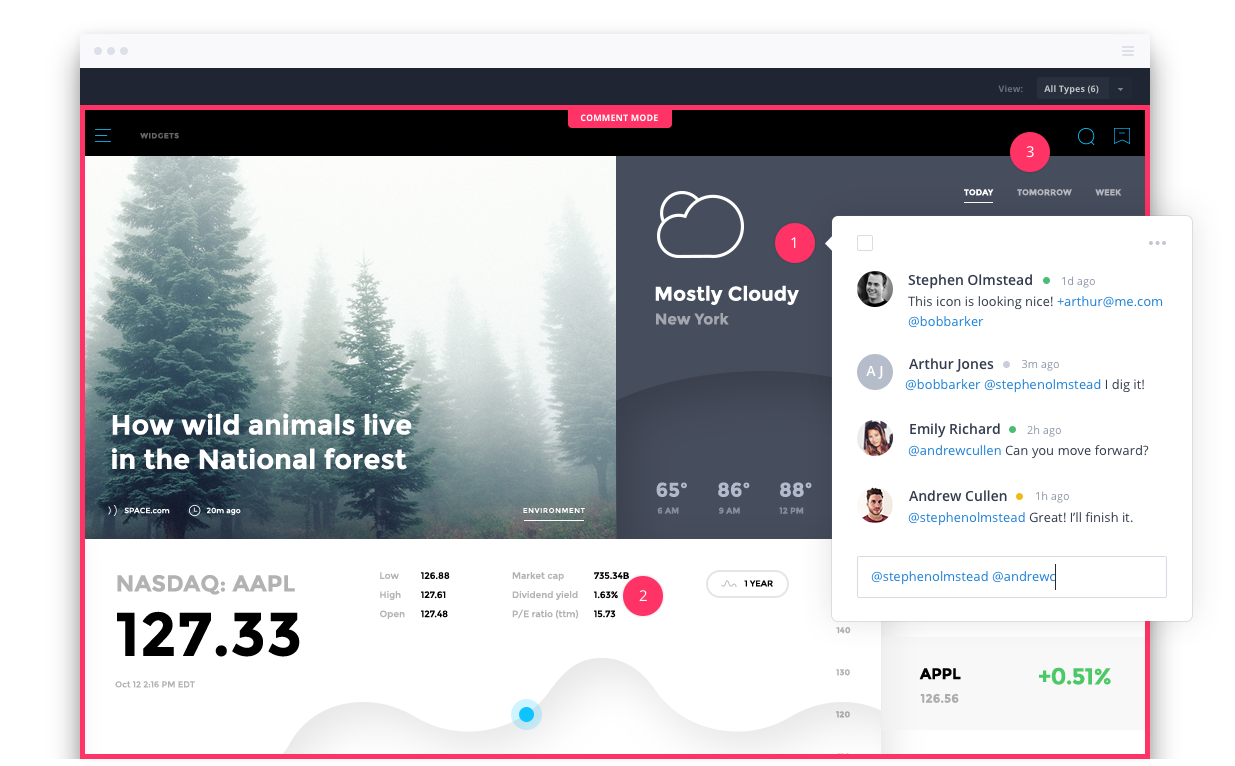 View:
All Types (6)
COMMENT MODE
WIDGETS
3
TODAY
TOMORROW
WEEK
1
Mostly Cloudy
New York
65°
86°
88°
6 AM
9 AM
12 PM
How wild animals live
in the National forest
SPACE.com
20m ago
ENVIRONMENT
Stephen Olmstead
1d ago
This icon is looking nice! +arthur@me.com
@bobbarker
A J
Arthur Jones
3m ago
@bobbarker @stephenolmstead I dig it!
Emily Richard
2h ago
@andrewcullen Can you move forward?
Andrew Cullen
1h ago
@stephenolmstead Great! I'll finish it.
@stephenolmstead @andrewc
NASDAQ: AAPL
127.33
Oct 12 2:16 PM EDT
Low 126.88
High 127.61
Open 127.48
Market cap 735.34B
Dividend yield 1.63%
P/E ratio (ttm) 15.73
2
1 YEAR
140
130
120
APPL
126.56
+0.51%